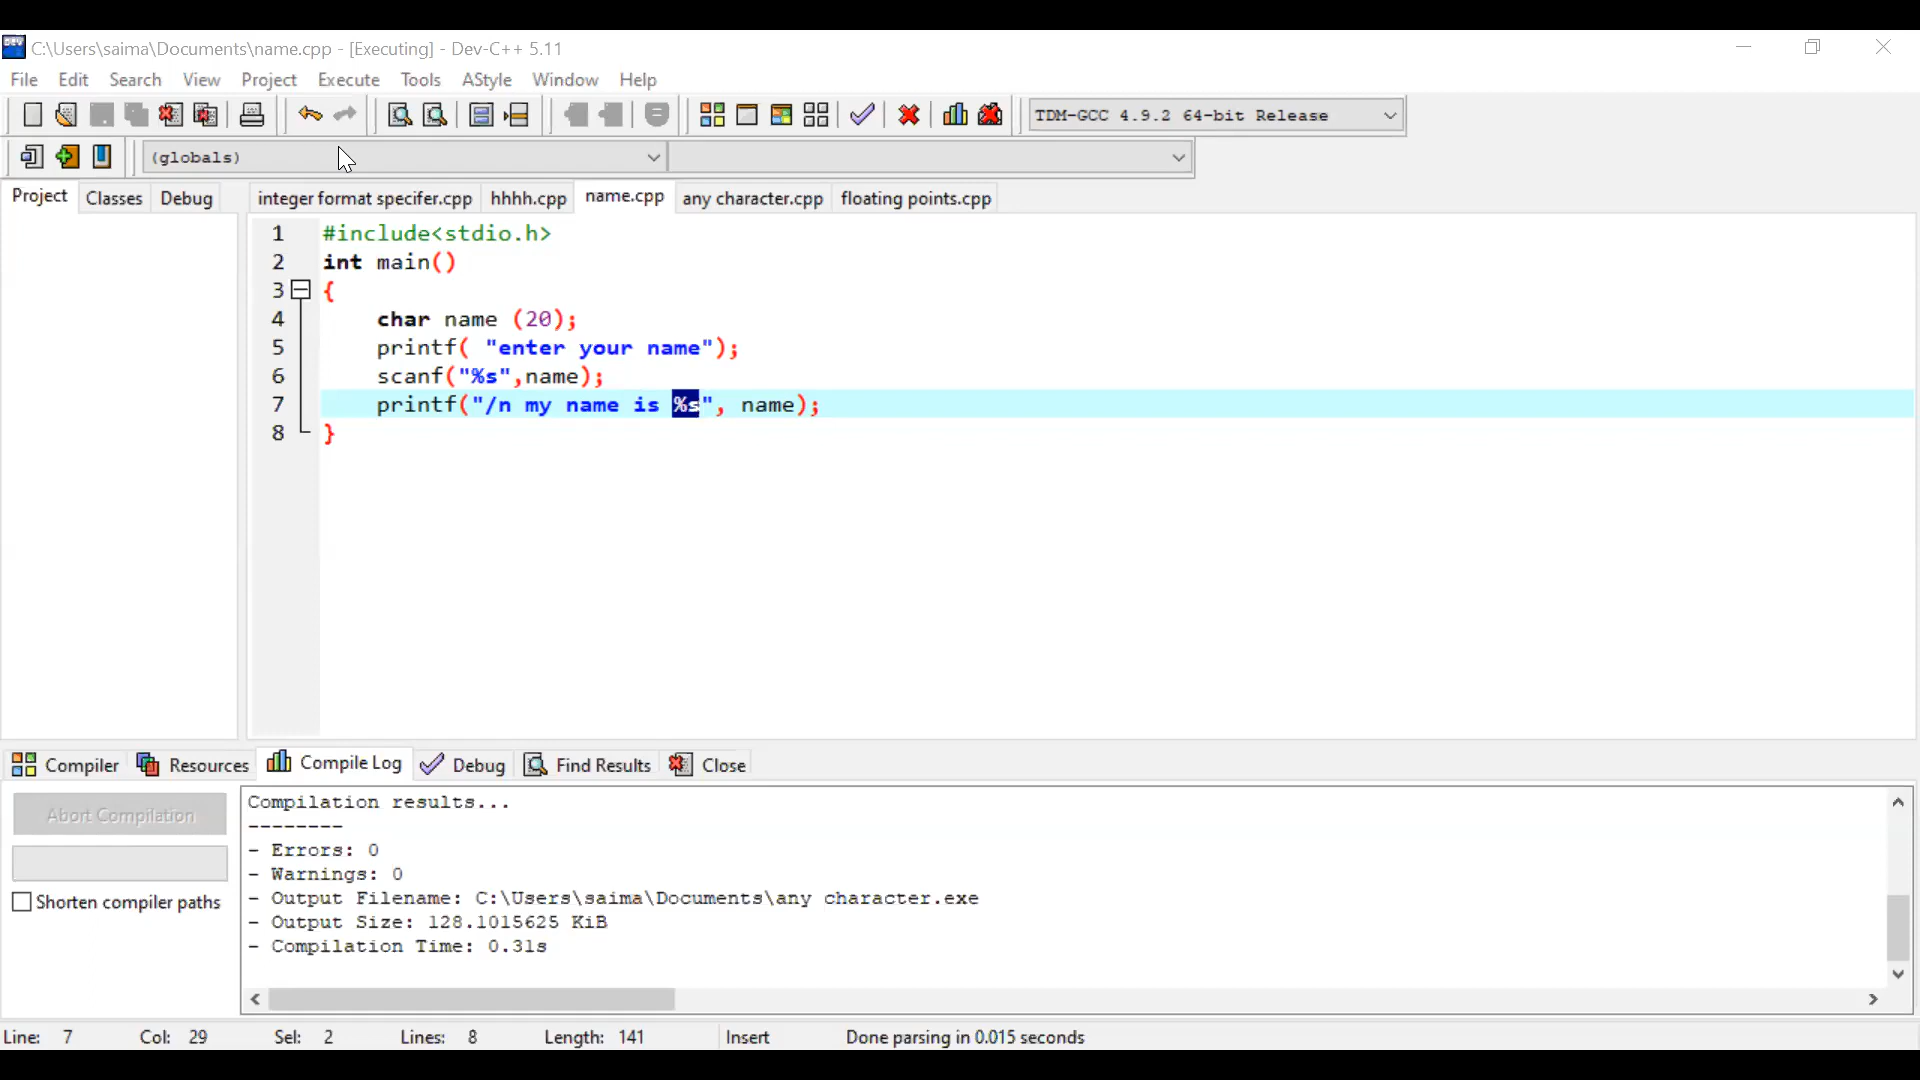 C:\Users\saima\Documents\name.cpp - [Executing] - Dev-C++ 5.11
File Edit Search View Project Execute Tools AStyle Window Help
TDM-GCC 4.9.2 64-bit Release
(globals)
Project Classes Debug integer format specifer.cpp hhhh.cpp name.cpp any character.cpp floating points.cpp
1 #include<stdio.h>
2 int main()
3 {
4 char name (20);
5 printf( "enter your name");
6 scanf("%s",name);
7 printf("/n my name is %s", name);
8 }
Compiler Resources Compile Log Debug Find Results Close
Abort Compilation
Shorten compiler paths
Compilation results...
--------
- Errors: 0
- Warnings: 0
- Output Filename: C:\Users\saima\Documents\any character.exe
- Output Size: 128.1015625 KiB
- Compilation Time: 0.31s
Line: 7 Col: 29 Sel: 2 Lines: 8 Length: 141 Insert Done parsing in 0.015 seconds